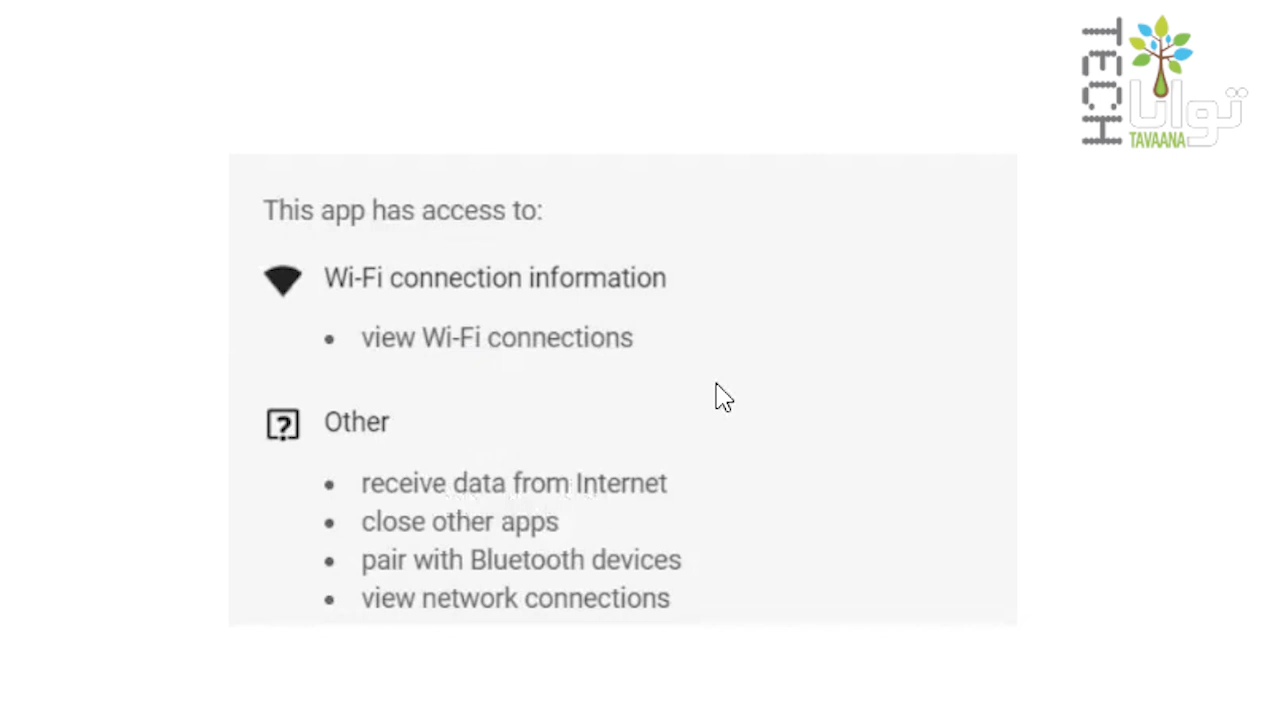 TECH
توانا
TAVAANA
This app has access to:
Wi-Fi connection information
• view Wi-Fi connections
Other
• receive data from Internet
• close other apps
• pair with Bluetooth devices
• view network connections